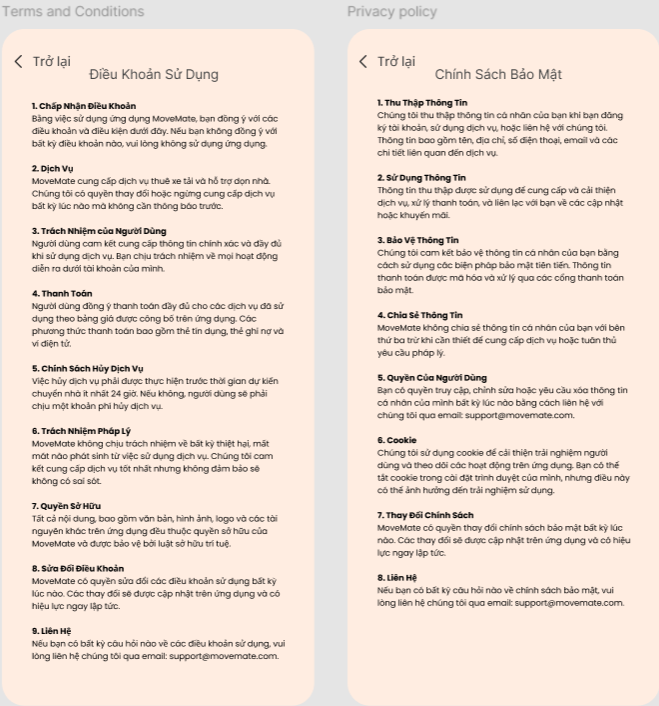 Terms and Conditions
Trở lại
Điều Khoản Sử Dụng
1. Chấp Nhận Điều Khoản
Bằng việc sử dụng ứng dụng MoveMate, bạn đồng ý với các
điều khoản và điều kiện dưới đây. Nếu bạn không đồng ý với
bất kỳ điều khoản nào, vui lòng không sử dụng ứng dụng.
2. Dịch Vụ
MoveMate cung cấp dịch vụ thuê xe tải và hỗ trợ dọn nhà.
Chúng tôi có quyền thay đổi hoặc ngừng cung cấp dịch vụ
bất kỳ lúc nào mà không cần thông báo trước.
3. Trách Nhiệm của Người Dùng
Người dùng cam kết cung cấp thông tin chính xác và đầy đủ
khi sử dụng dịch vụ. Bạn chịu trách nhiệm về mọi hoạt động
diễn ra dưới tài khoản của mình.
4. Thanh Toán
Người dùng đồng ý thanh toán đầy đủ cho các dịch vụ đã sử
dụng theo bảng giá được công bố trên ứng dụng. Các
phương thức thanh toán bao gồm thẻ tín dụng, thẻ ghi nợ và
ví điện tử.
5. Chính Sách Hủy Dịch Vụ
Việc hủy dịch vụ phải được thực hiện trước thời gian dự kiến
chuyển nhà ít nhất 24 giờ. Nếu không, người dùng sẽ phải
chịu một khoản phí hủy dịch vụ.
6. Trách Nhiệm Pháp Lý
MoveMate không chịu trách nhiệm về bất kỳ thiệt hại, mất
mát nào phát sinh từ việc sử dụng dịch vụ. Chúng tôi cam
kết cung cấp dịch vụ tốt nhất nhưng không đảm bảo sẽ
không có sai sót.
7. Quyền Sở Hữu
Tất cả nội dung, bao gồm văn bản, hình ảnh, logo và các tài
nguyên khác trên ứng dụng đều thuộc quyền sở hữu của
MoveMate và được bảo vệ bởi luật sở hữu trí tuệ.
8. Sửa Đổi Điều Khoản
MoveMate có quyền sửa đổi các điều khoản sử dụng bất kỳ
lúc nào. Các thay đổi sẽ được cập nhật trên ứng dụng và có
hiệu lực ngay lập tức.
9. Liên Hệ
Nếu bạn có bất kỳ câu hỏi nào về các điều khoản sử dụng, vui
lòng liên hệ chúng tôi qua email: support@movemate.com.
Privacy policy
Trở lại
Chính Sách Bảo Mật
1. Thu Thập Thông Tin
Chúng tôi thu thập thông tin cá nhân của bạn khi bạn đăng
ký tài khoản, sử dụng dịch vụ, hoặc liên hệ với chúng tôi.
Thông tin bao gồm tên, địa chỉ, số điện thoại, email và các
chi tiết liên quan đến dịch vụ.
2. Sử Dụng Thông Tin
Thông tin thu thập được sử dụng để cung cấp và cải thiện
dịch vụ, xử lý thanh toán, và liên lạc với bạn về các cập nhật
hoặc khuyến mãi.
3. Bảo Vệ Thông Tin
Chúng tôi cam kết bảo vệ thông tin cá nhân của bạn bằng
cách sử dụng các biện pháp bảo mật tiên tiến. Thông tin
thanh toán được mã hóa và xử lý qua các cổng thanh toán
bảo mật.
4. Chia Sẻ Thông Tin
MoveMate không chia sẻ thông tin cá nhân của bạn với bên
thứ ba trừ khi cần thiết để cung cấp dịch vụ hoặc tuân thủ
yêu cầu pháp lý.
5. Quyền Của Người Dùng
Bạn có quyền truy cập, chỉnh sửa hoặc yêu cầu xóa thông tin
cá nhân của mình bất kỳ lúc nào bằng cách liên hệ với
chúng tôi qua email: support@movemate.com.
6. Cookie
Chúng tôi sử dụng cookie để cải thiện trải nghiệm người
dùng và theo dõi các hoạt động trên ứng dụng. Bạn có thể
tắt cookie trong cài đặt trình duyệt của mình, nhưng điều này
có thể ảnh hưởng đến trải nghiệm sử dụng.
7. Thay Đổi Chính Sách
MoveMate có quyền thay đổi chính sách bảo mật bất kỳ lúc
nào. Các thay đổi sẽ được cập nhật trên ứng dụng và có hiệu
lực ngay lập tức.
8. Liên Hệ
Nếu bạn có bất kỳ câu hỏi nào về chính sách bảo mật, vui
lòng liên hệ chúng tôi qua email: support@movemate.com.